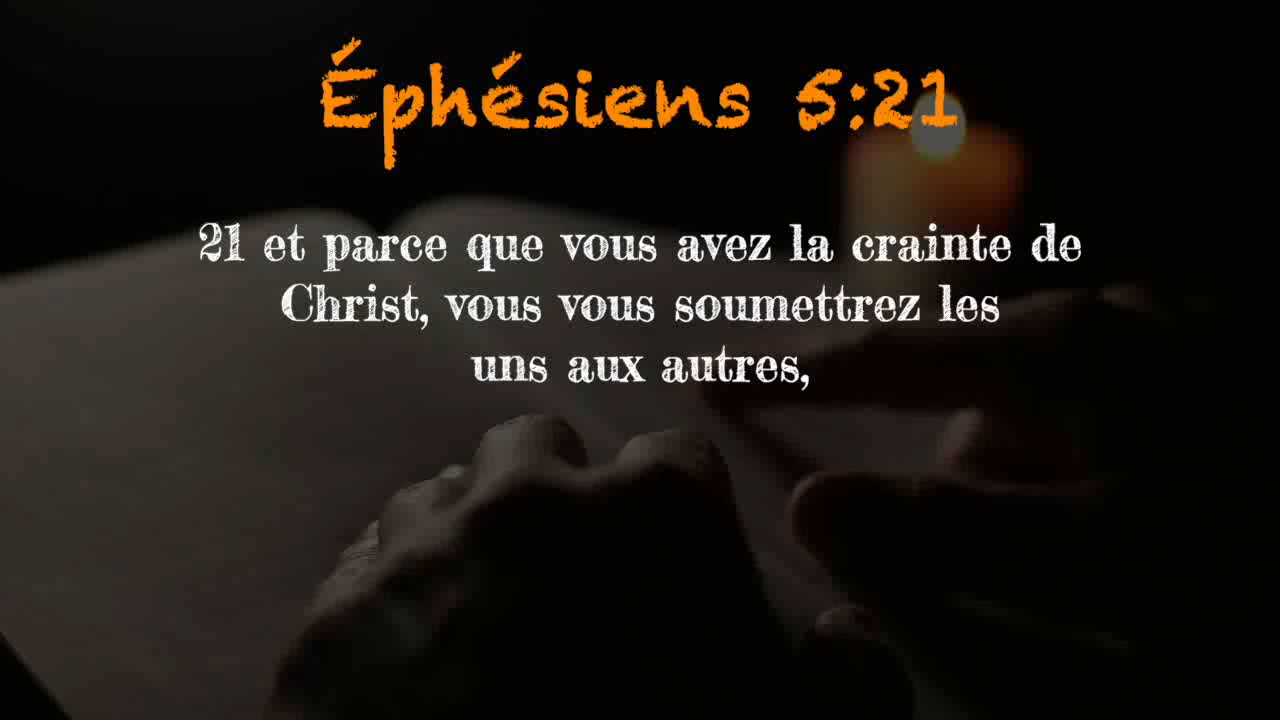 Éphésiens 5:21
21 et parce que vous avez la crainte de
Christ, vous vous soumettrez les
uns aux autres,